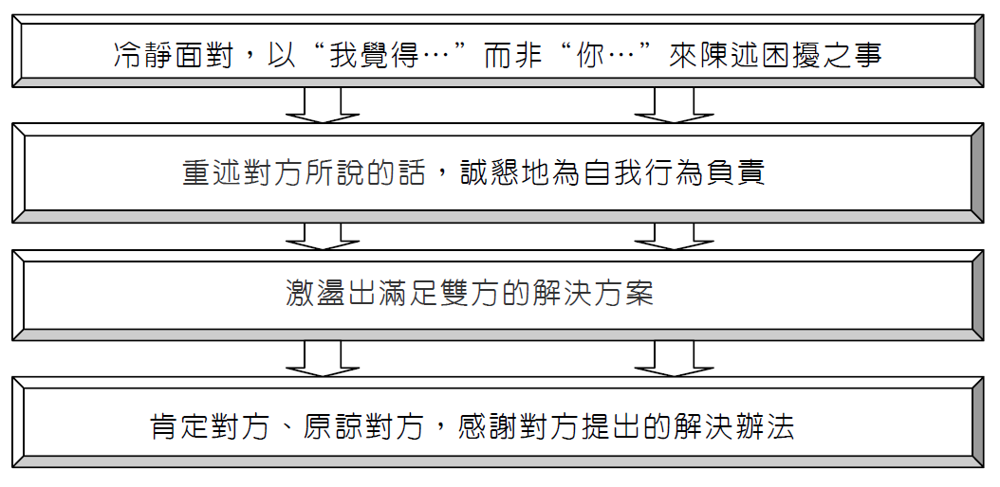 冷靜面對，以“我覺得…”而非“你…”來陳述困擾之事
重述對方所說的話，誠懇地為自我行為負責
激盪出滿足雙方的解決方案
肯定對方、原諒對方，感謝對方提出的解決辦法